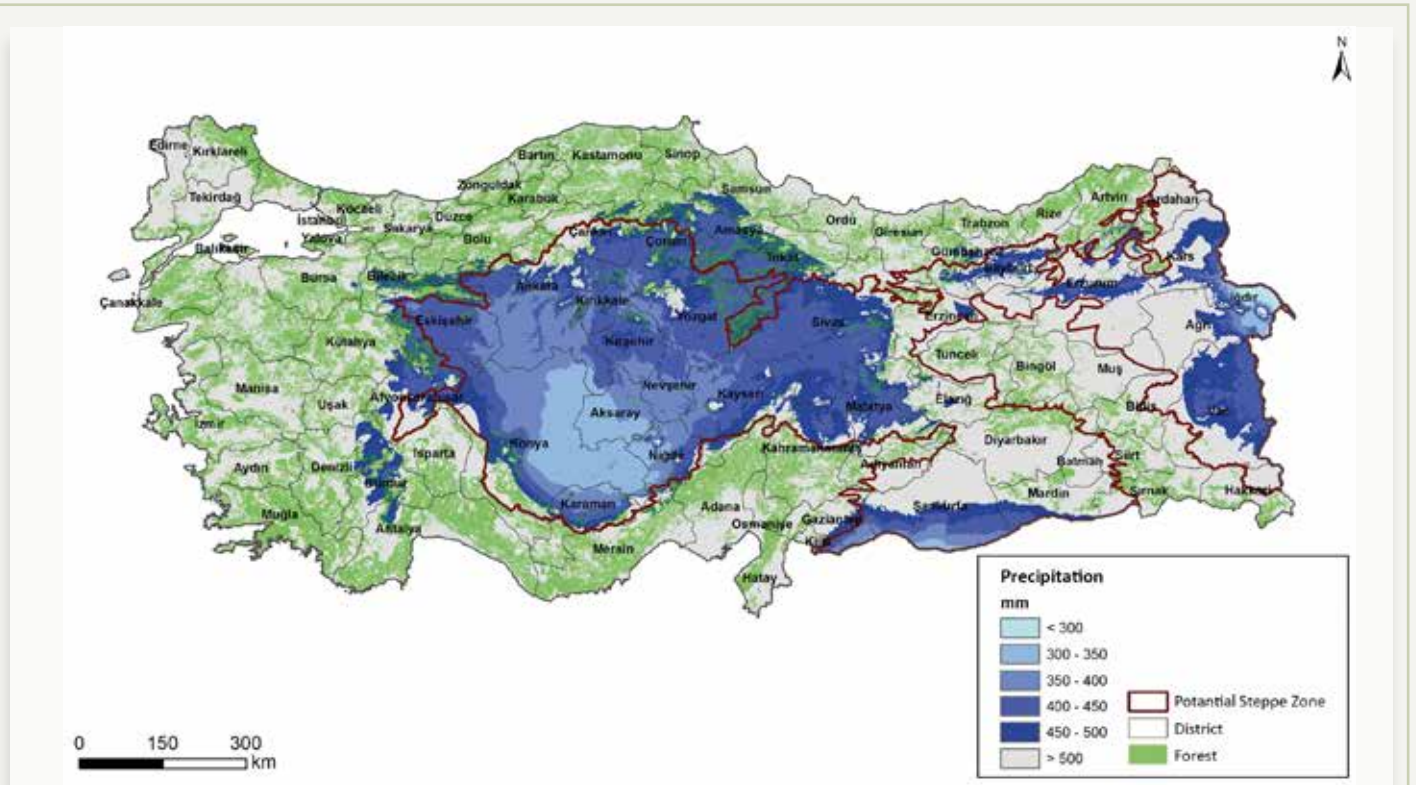 N
Edirne
Kırklareli
Tekirdağ
İstanbul
Kocaeli
Yalova
Sakarya
Düzce
Zonguldak
Bartın
Karabük
Kastamonu
Sinop
Samsun
Ordu
Giresun
Trabzon
Rize
Artvin
Ardahan
Bolu
Çankırı
Çorum
Amasya
Tokat
Gümüşhane
Bayburt
Kars
Bursa
Bilecik
Çanakkale
Ankara
Kırıkkale
Yozgat
Sivas
Erzincan
Erzurum
Iğdır
Ağrı
Eskişehir
Kütahya
Kırşehir
Tunceli
Bingöl
Muş
Manisa
Uşak
Afyonkarahisar
Nevşehir
Kayseri
Malatya
Elazığ
Bitlis
Van
İzmir
Aksaray
Aydın
Denizli
Isparta
Konya
Niğde
Kahramanmaraş
Adıyaman
Diyarbakır
Batman
Siirt
Burdur
Muğla
Antalya
Karaman
Mersin
Adana
Osmaniye
Gaziantep
Kilis
Şanlıurfa
Mardin
Şırnak
Hakkari
Hatay
Precipitation
mm
< 300
300 - 350
350 - 400
400 - 450
450 - 500
> 500
Potantial Steppe Zone
District
Forest
0 150 300
km